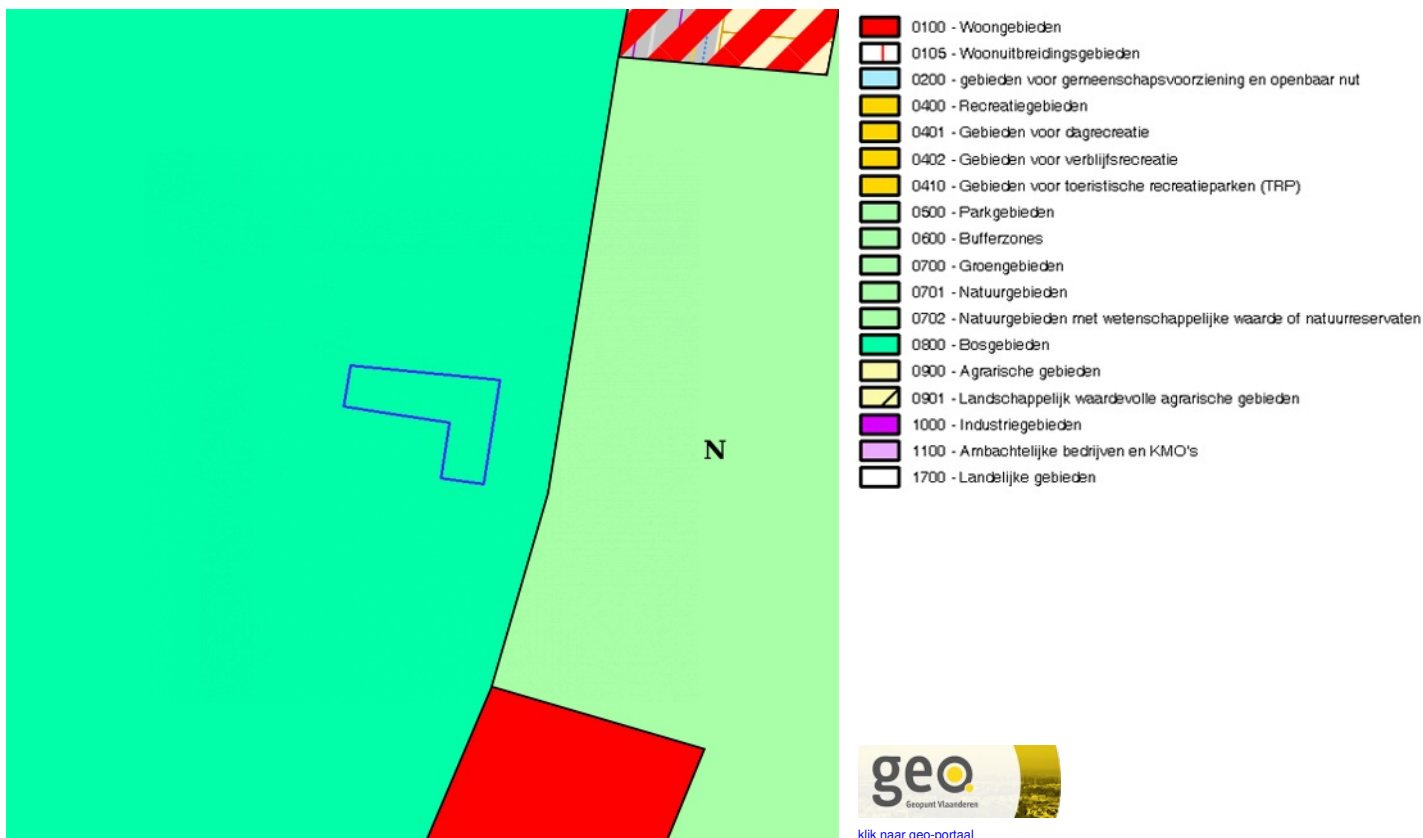 N
0100 - Woongebieden
0105 - Woonuitbreidingsgebieden
0200 - gebieden voor gemeenschapsvoorziening en openbaar nut
0400 - Recreatiegebieden
0401 - Gebieden voor dagrecreatie
0402 - Gebieden voor verblijfsrecreatie
0410 - Gebieden voor toeristische recreatieparken (TRP)
0500 - Parkgebieden
0600 - Bufferzones
0700 - Groengebieden
0701 - Natuurgebieden
0702 - Natuurgebieden met wetenschappelijke waarde of natuurreservaten
0800 - Bosgebieden
0900 - Agrarische gebieden
0901 - Landschappelijk waardevolle agrarische gebieden
1000 - Industriegebieden
1100 - Ambachtelijke bedrijven en KMO's
1700 - Landelijke gebieden
geo
Geopunt Vlaanderen
klik naar geo-portaal